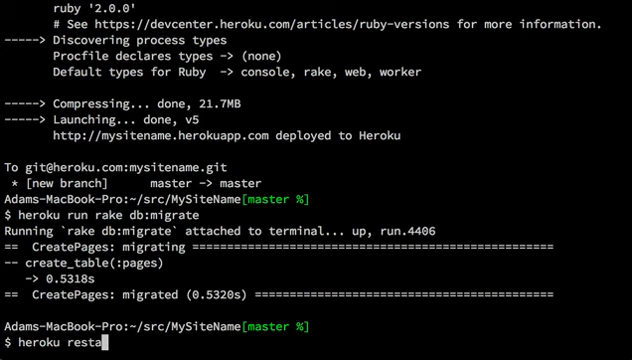 ruby '2.0.0'
# See https://devcenter.heroku.com/articles/ruby-versions for more information.
-----> Discovering process types
Procfile declares types -> (none)
Default types for Ruby  -> console, rake, web, worker
-----> Compressing... done, 21.7MB
-----> Launching... done, v5
http://mysitename.herokuapp.com deployed to Heroku
To git@heroku.com:mysitename.git
* [new branch]      master -> master
Adams-MacBook-Pro:~/src/MySiteName[master %]
$ heroku run rake db:migrate
Running `rake db:migrate` attached to terminal... up, run.4406
==  CreatePages: migrating ====================================================
-- create_table(:pages)
-> 0.5318s
==  CreatePages: migrated (0.5320s) ===========================================
Adams-MacBook-Pro:~/src/MySiteName[master %]
$ heroku resta